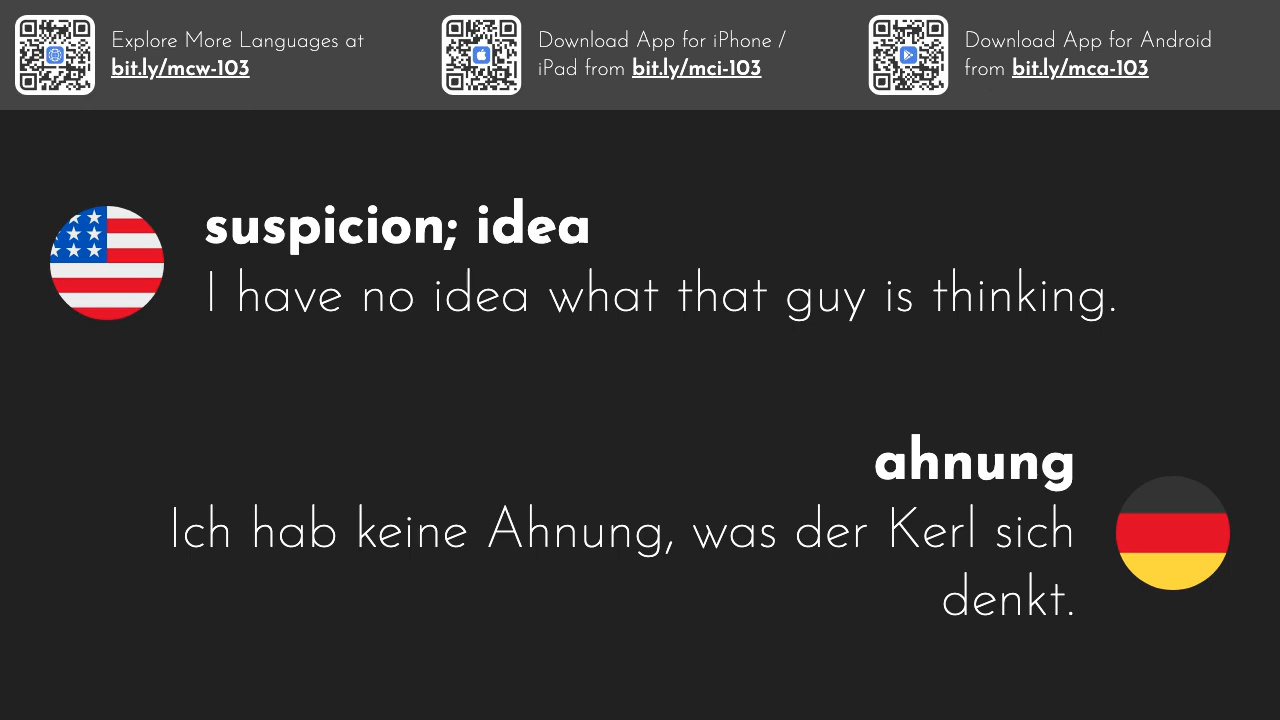 Explore More Languages at
bit.ly/mcw-103
Download App for iPhone /
iPad from bit.ly/mci-103
Download App for Android
from bit.ly/mca-103
suspicion; idea
I have no idea what that guy is thinking.
ahnung
Ich hab keine Ahnung, was der Kerl sich
denkt.